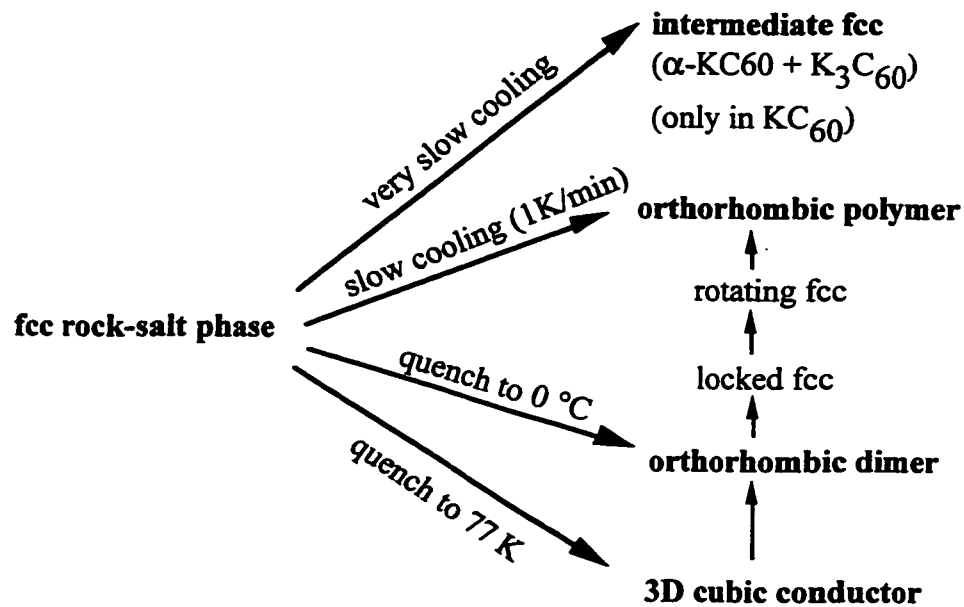 intermediate fcc
(α-KC60 + K3C60)
(only in KC60)
very slow cooling
slow cooling (1K/min)
orthorhombic polymer
rotating fcc
fcc rock-salt phase
quench to 0 °C
locked fcc
orthorhombic dimer
quench to 77 K
3D cubic conductor